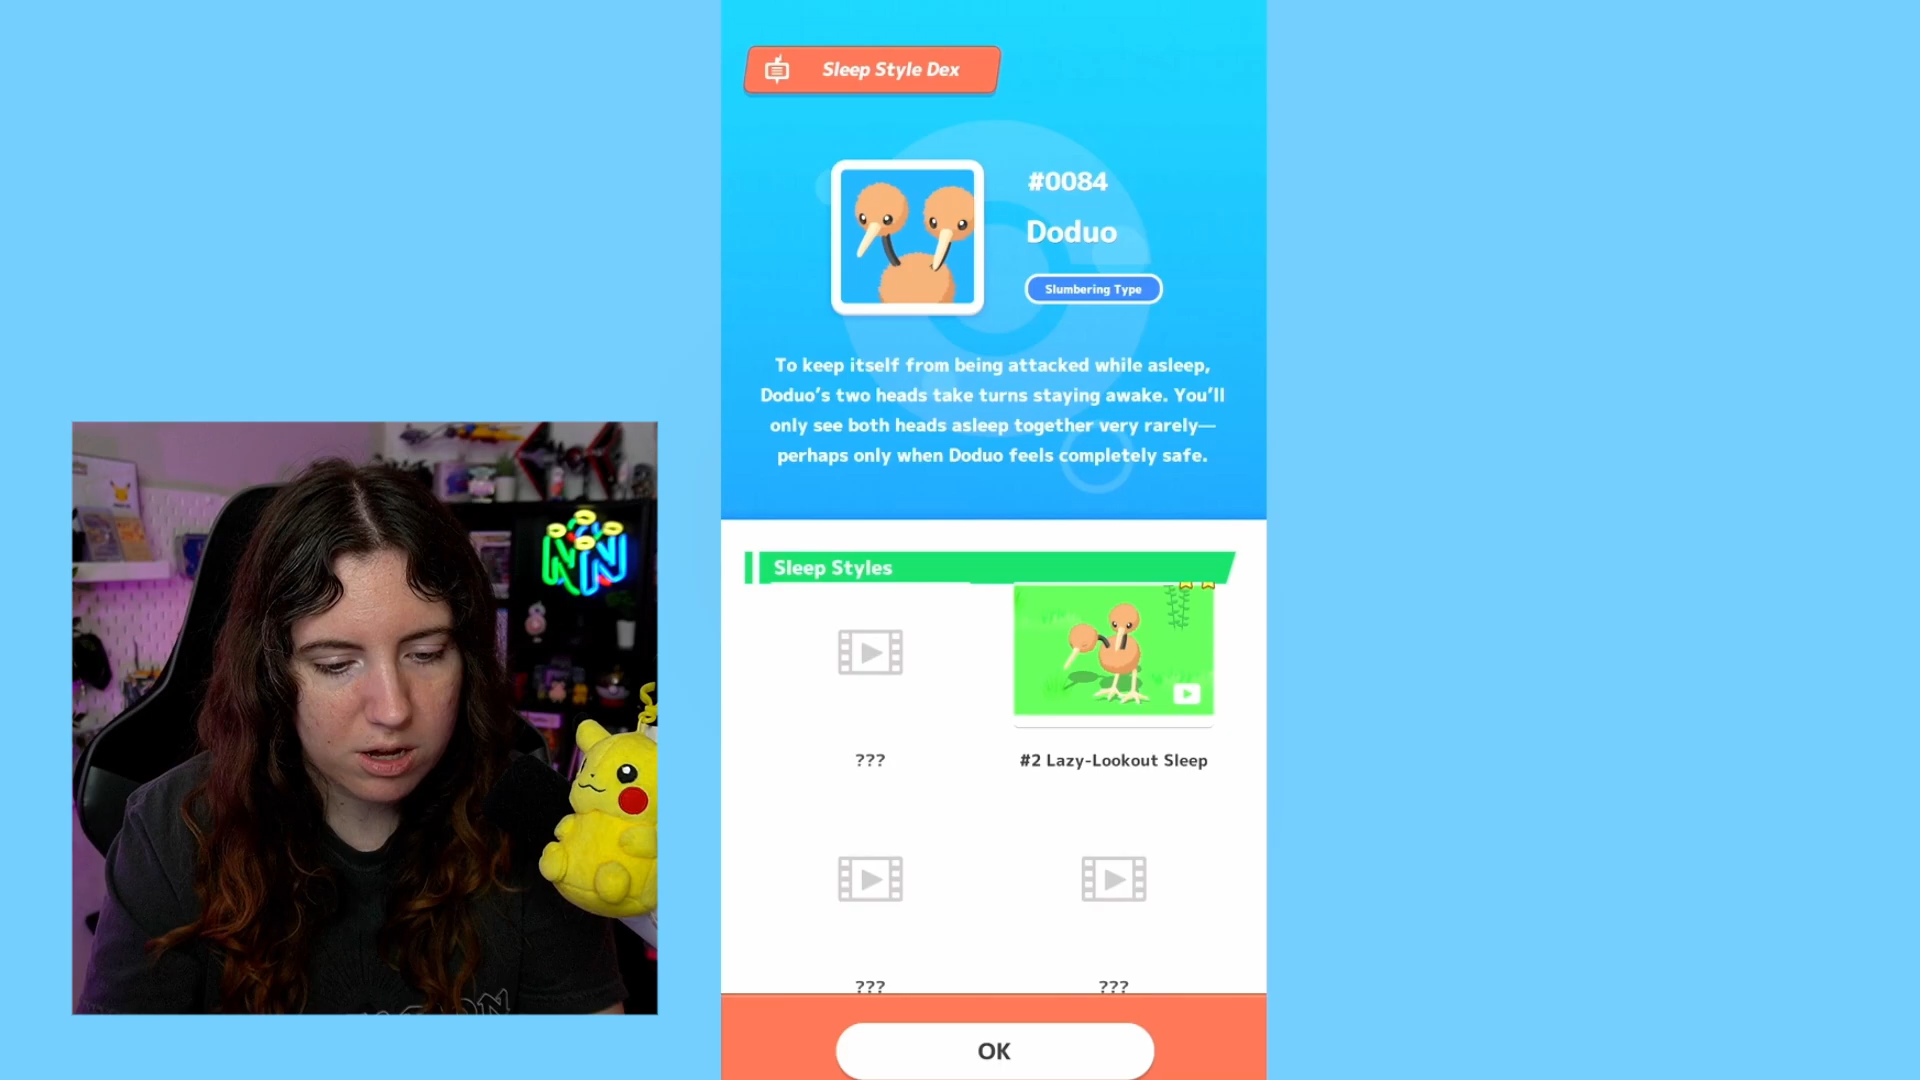 Sleep Style Dex
#0084
Doduo
Slumbering Type
To keep itself from being attacked while asleep,
Doduo's two heads take turns staying awake. You'll
only see both heads asleep together very rarely—
perhaps only when Doduo feels completely safe.
Sleep Styles
???
#2 Lazy-Lookout Sleep
???
???
OK